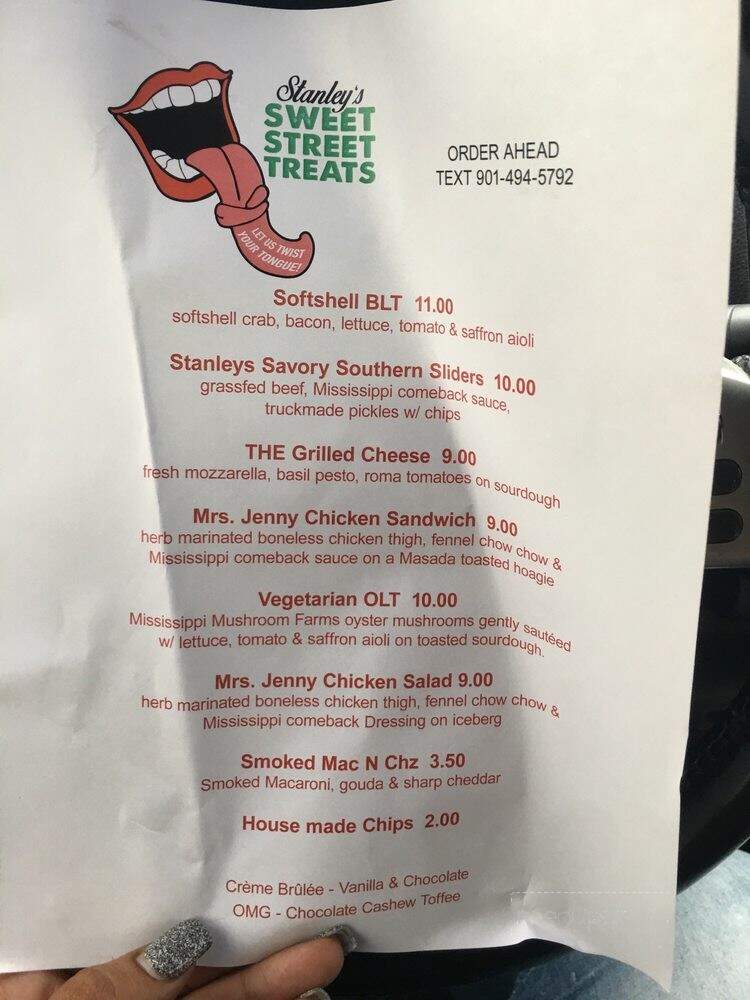 Stanley's
SWEET
STREET
TREATS
LET US TWIST
YOUR TONGUE!
ORDER AHEAD
TEXT 901-494-5792
Softshell BLT 11.00
softshell crab, bacon, lettuce, tomato & saffron aioli
Stanleys Savory Southern Sliders 10.00
grassfed beef, Mississippi comeback sauce,
truckmade pickles w/ chips
THE Grilled Cheese 9.00
fresh mozzarella, basil pesto, roma tomatoes on sourdough
Mrs. Jenny Chicken Sandwich 9.00
herb marinated boneless chicken thigh, fennel chow chow &
Mississippi comeback sauce on a Masada toasted hoagie
Vegetarian OLT 10.00
Mississippi Mushroom Farms oyster mushrooms gently sautéed
w/ lettuce, tomato & saffron aioli on toasted sourdough.
Mrs. Jenny Chicken Salad 9.00
herb marinated boneless chicken thigh, fennel chow chow &
Mississippi comeback Dressing on iceberg
Smoked Mac N Chz 3.50
Smoked Macaroni, gouda & sharp cheddar
House made Chips 2.00
Crème Brûlée - Vanilla & Chocolate
OMG - Chocolate Cashew Toffee